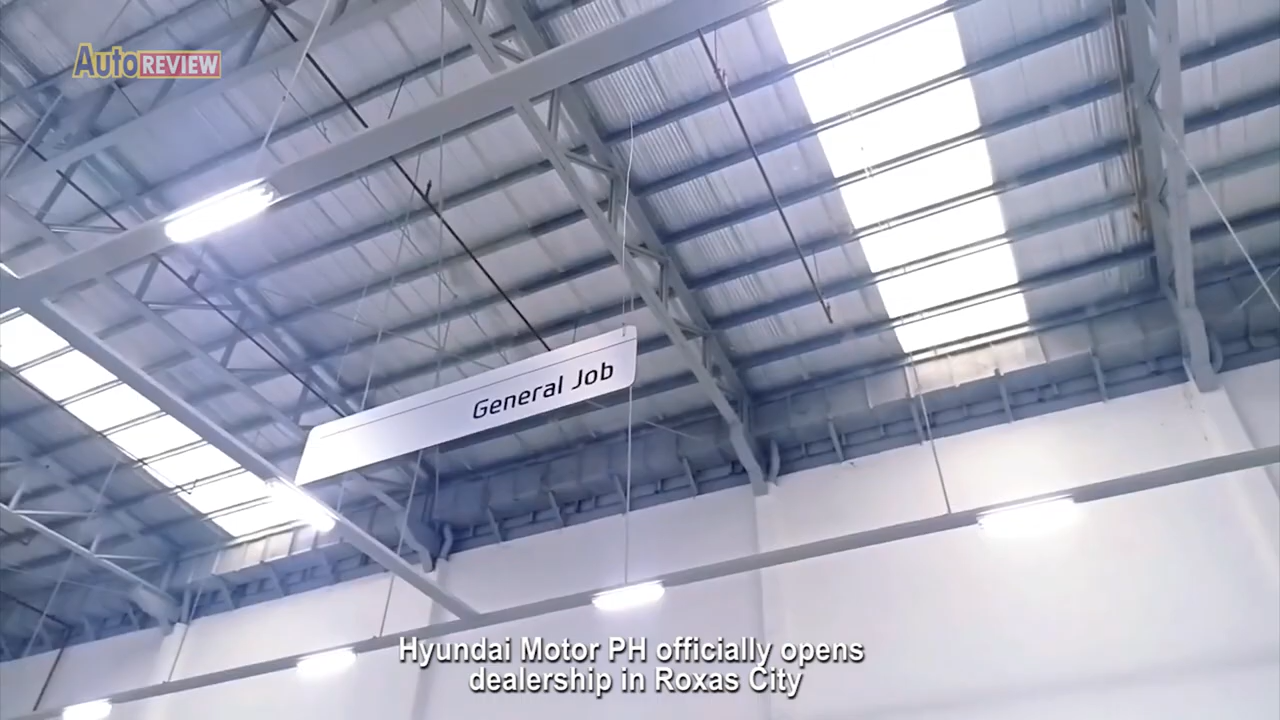 AutoREVIEW
General Job
Hyundai Motor PH officially opens
dealership in Roxas City